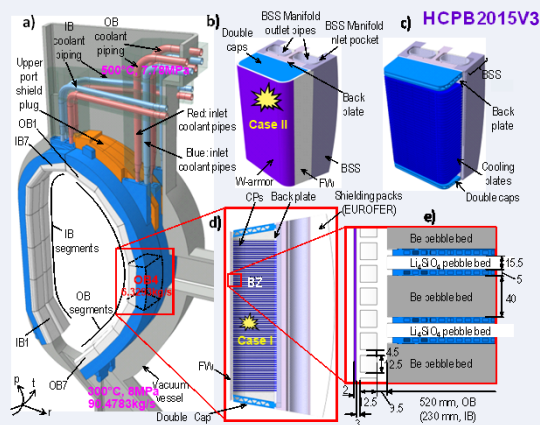 HCPB2015V3
a)
IB
coolant
piping
OB
coolant
piping
500°C, 7.78MPa
Upper
port
shield
plug
OB1
IB7
Red: inlet
coolant pipes
Blue: inlet
coolant pipes
IB
segments
OB4
OB
segments
IB1
OB7
Vacuum
vessel
300°C, 8MPa
90.4783kg/s
p
t
r
b)
Double
caps
BSS Manifold
outlet pipes
BSS Manifold
inlet pocket
Back
plate
Case II
W-armor
FW
BSS
c)
BSS
Back
plate
Cooling
plates
Double caps
d)
CPs
Back plate
Shielding packs
(EUROFER)
BZ
Case I
FW
Double Cap
e)
Be pebble bed
Li4SiO4 pebble bed
15.5
5
Be pebble bed
40
Li4SiO4 pebble bed
Be pebble bed
4.5
12.5
2
12.5
9.5
3
520 mm, OB
(230 mm, IB)